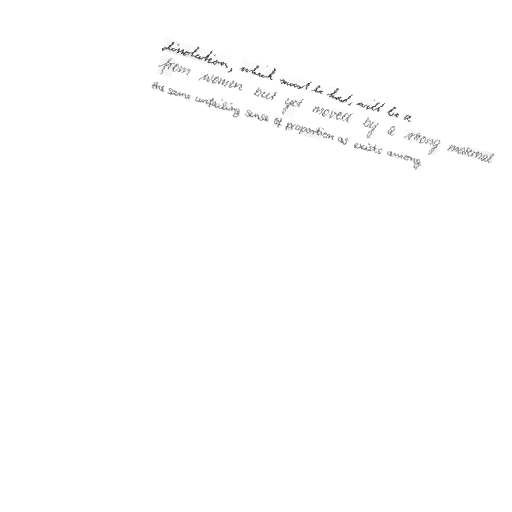 dissolution, which must be had, will be a
from women but yet moved by a strong maternal
the same unfailing sense of proportion as exists among